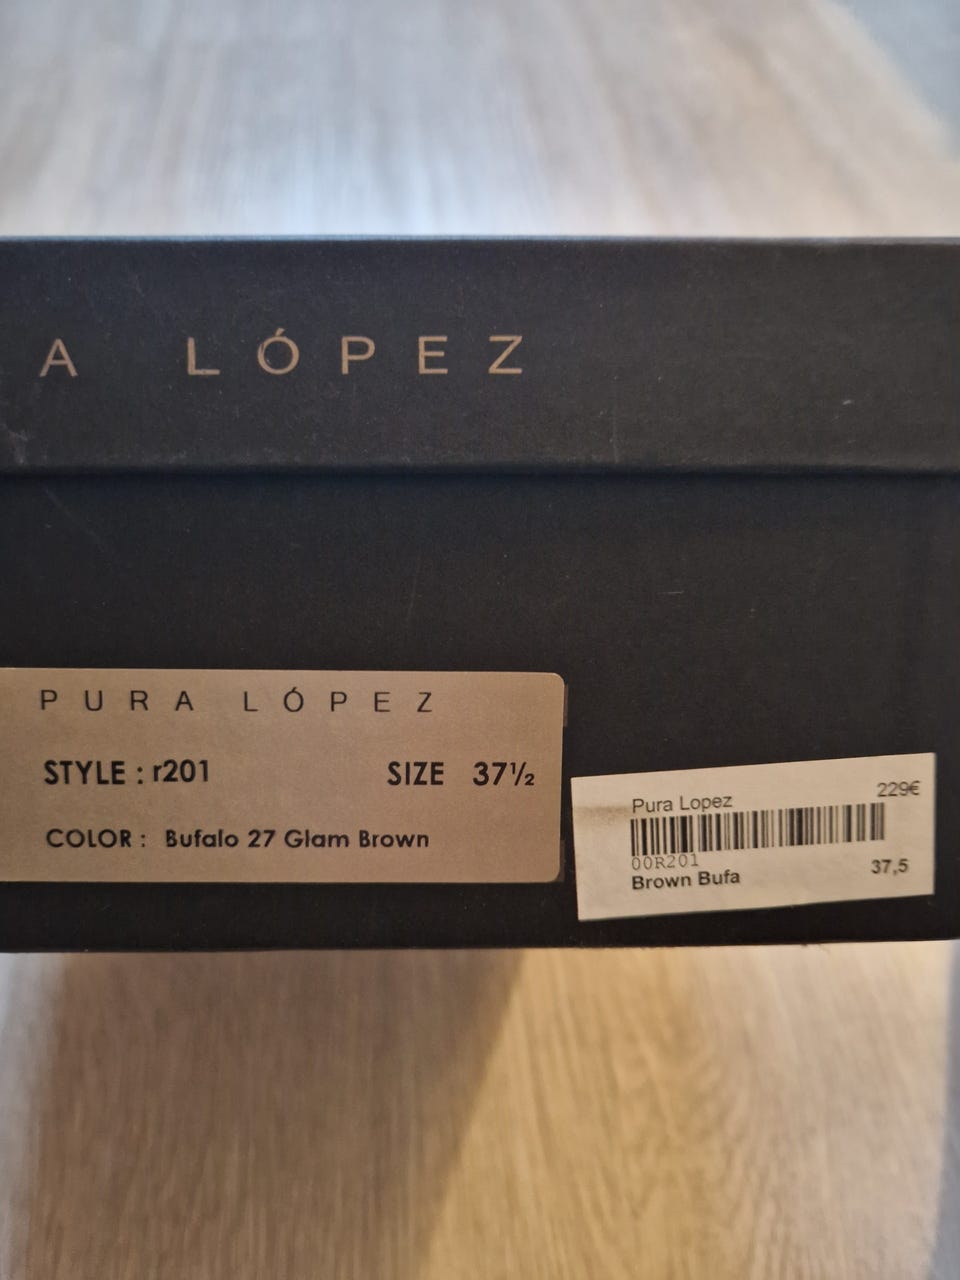 A LÓPEZ
PURA LÓPEZ
STYLE : r201 SIZE 37½
COLOR : Bufalo 27 Glam Brown
Pura Lopez 229€
00R201
Brown Bufa 37,5